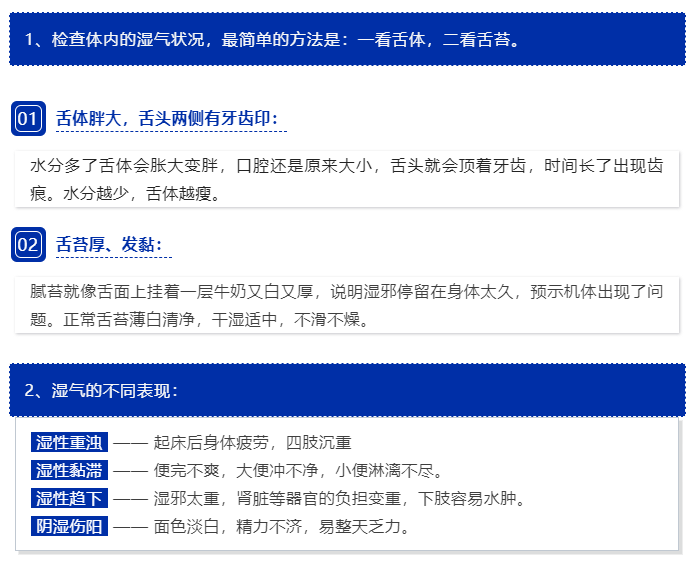 1、检查体内的湿气状况，最简单的方法是：一看舌体，二看舌苔。
01 舌体胖大，舌头两侧有牙齿印：
水分多了舌体会胀大变胖，口腔还是原来大小，舌头就会顶着牙齿，时间长了出现齿
痕。水分越少，舌体越瘦。
02 舌苔厚、发黏：
腻苔就像舌面上挂着一层牛奶又白又厚，说明湿邪停留在身体太久，预示机体出现了问
题。正常舌苔薄白清净，干湿适中，不滑不燥。
2、湿气的不同表现：
湿性重浊 —— 起床后身体疲劳，四肢沉重
湿性黏滞 —— 便完不爽，大便冲不净，小便淋漓不尽。
湿性趋下 —— 湿邪太重，肾脏等器官的负担变重，下肢容易水肿。
阴湿伤阳 —— 面色淡白，精力不济，易整天乏力。